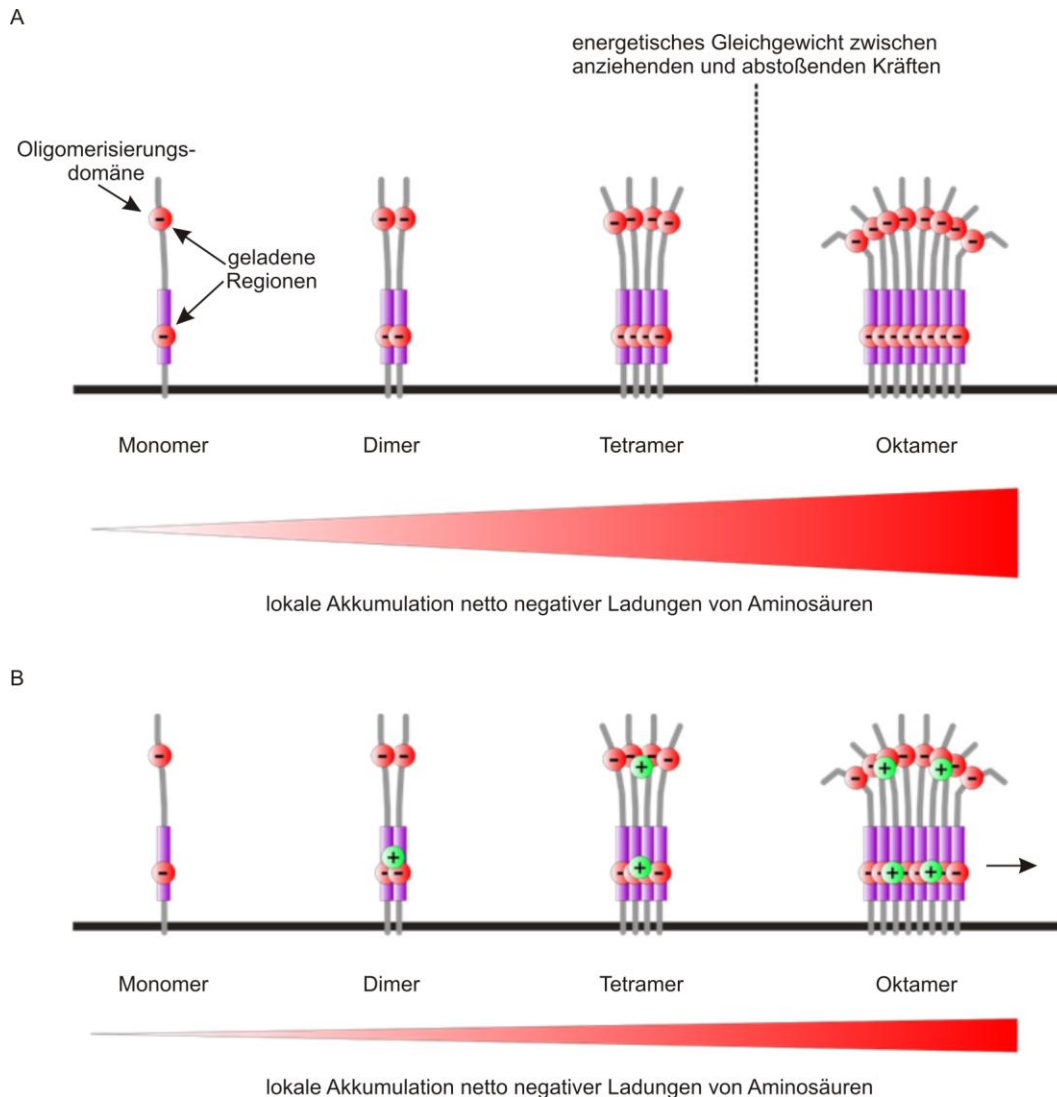 A
energetisches Gleichgewicht zwischen
anziehenden und abstoßenden Kräften
Oligomerisierungs-
domäne
geladene
Regionen
Monomer
Dimer
Tetramer
Oktamer
lokale Akkumulation netto negativer Ladungen von Aminosäuren
B
Monomer
Dimer
Tetramer
Oktamer
lokale Akkumulation netto negativer Ladungen von Aminosäuren